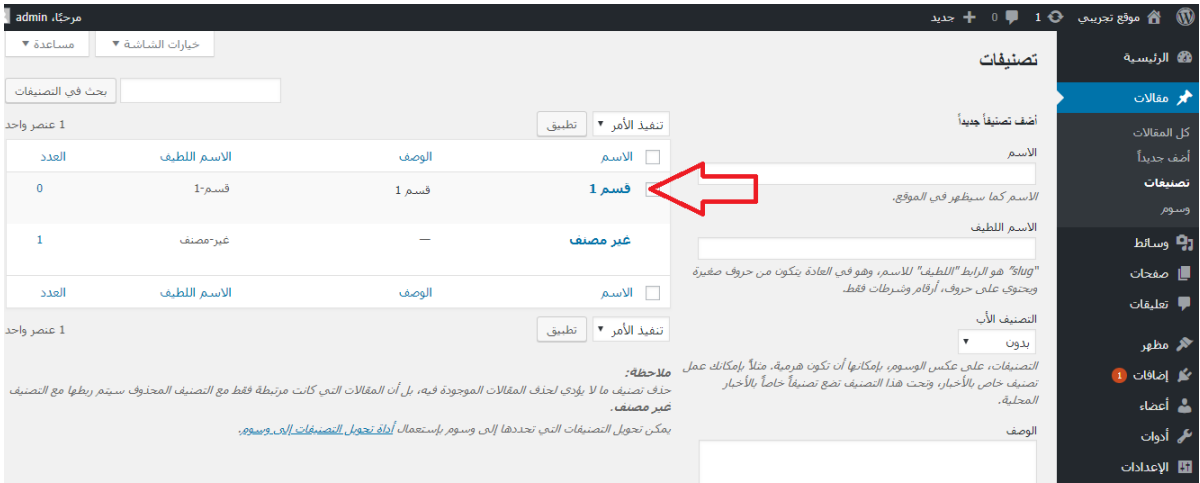 موقع تجريبي 1 0 جديد مرحبًا، admin
الرئيسية
مقالات
كل المقالات
أضف جديداً
تصنيفات
وسوم
وسائط
صفحات
تعليقات
مظهر
إضافات 1
أعضاء
أدوات
الإعدادات
خيارات الشاشة مساعدة
تصنيفات
بحث في التصنيفات
أضف تصنيفاً جديداً
الاسم
الاسم كما سيظهر في الموقع.
الاسم اللطيف
"slug" هو الرابط "اللطيف" للاسم، وهو في العادة يتكون من حروف صغيرة
ويحتوي على حروف، أرقام وشرطات فقط.
التصنيف الأب
بدون
التصنيفات، على عكس الوسوم، بإمكانها أن تكون هرمية. مثلاً بإمكانك عمل
تصنيف خاص بالأخبار، وتحت هذا التصنيف تضع تصنيفاً خاصاً بالأخبار
المحلية.
الوصف
تنفيذ الأمر تطبيق 1 عنصر واحد
الاسم الوصف الاسم اللطيف العدد
قسم 1 قسم 1 قسم-1 0
غير مصنف — غير-مصنف 1
الاسم الوصف الاسم اللطيف العدد
تنفيذ الأمر تطبيق 1 عنصر واحد
ملاحظة:
حذف تصنيف ما لا يؤدي لحذف المقالات الموجودة فيه، بل أن المقالات التي كانت مرتبطة فقط مع التصنيف المحذوف سيتم ربطها مع التصنيف
غير مصنف.
يمكن تحويل التصنيفات التي تحددها إلى وسوم بإستعمال أداة تحويل التصنيفات إلى وسوم.